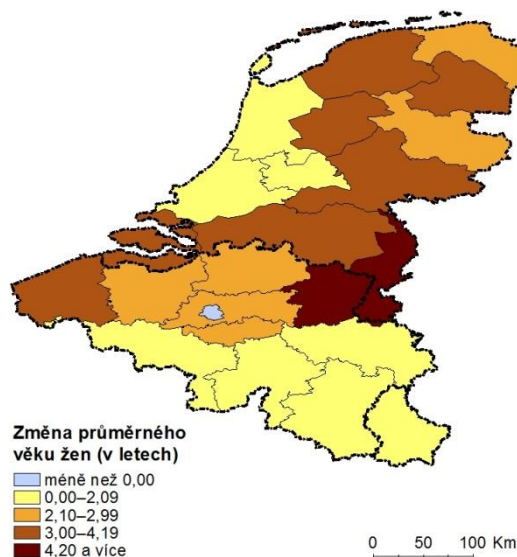 Změna průměrného
věku žen (v letech)
méně než 0,00
0,00–2,09
2,10–2,99
3,00–4,19
4,20 a více
0 50 100 Km